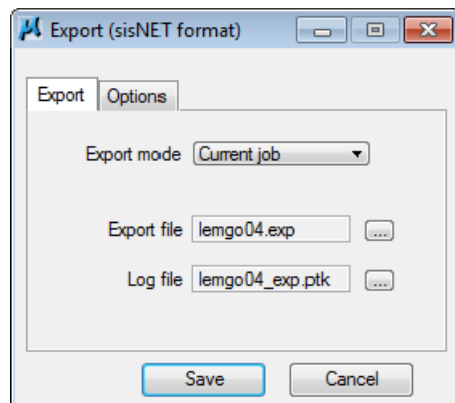 Export (sisNET format)
Export Options
Export mode Current job
Export file lemgo04.exp ...
Log file lemgo04_exp.ptk ...
Save Cancel